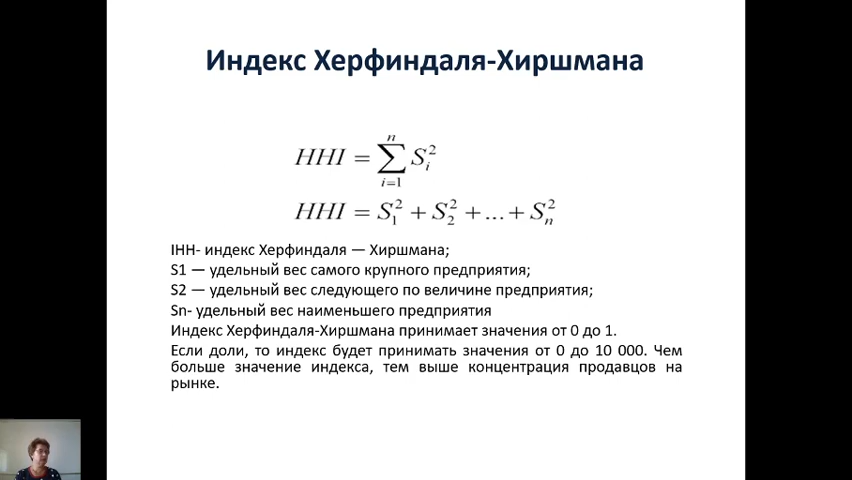 Индекс Херфиндаля-Хиршмана
HHI = \sum_{i=1}^{n} S_i^2
HHI = S_1^2 + S_2^2 + ... + S_n^2
IHH- индекс Херфиндаля — Хиршмана;
S1 — удельный вес самого крупного предприятия;
S2 — удельный вес следующего по величине предприятия;
Sn- удельный вес наименьшего предприятия
Индекс Херфиндаля-Хиршмана принимает значения от 0 до 1.
Если доли, то индекс будет принимать значения от 0 до 10 000. Чем
больше значение индекса, тем выше концентрация продавцов на
рынке.